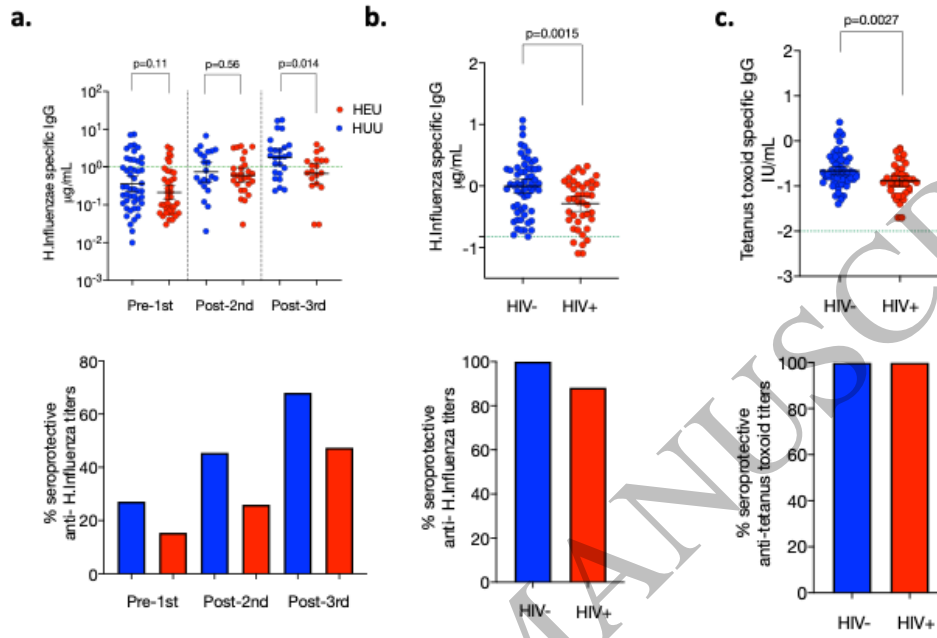 a.
p=0.11 p=0.56 p=0.014
H.Influenzae specific IgG
µg/mL
10²
10¹
10⁰
10⁻¹
10⁻²
10⁻³
HEU
HUU
Pre-1st Post-2nd Post-3rd
% seroprotective
anti- H.Influenza titers
80
60
40
20
0
Pre-1st Post-2nd Post-3rd
b.
p=0.0015
H.Influenza specific IgG
µg/mL
2
1
-0
-1
HIV- HIV+
% seroprotective
anti- H.Influenza titers
100
80
60
40
20
0
HIV- HIV+
c.
p=0.0027
Tetanus toxoid specific IgG
IU/mL
2
1
-0
-1
-2
-3
HIV- HIV+
% seroprotective
anti-tetanus toxoid titers
100
80
60
40
20
0
HIV- HIV+
MANUSC